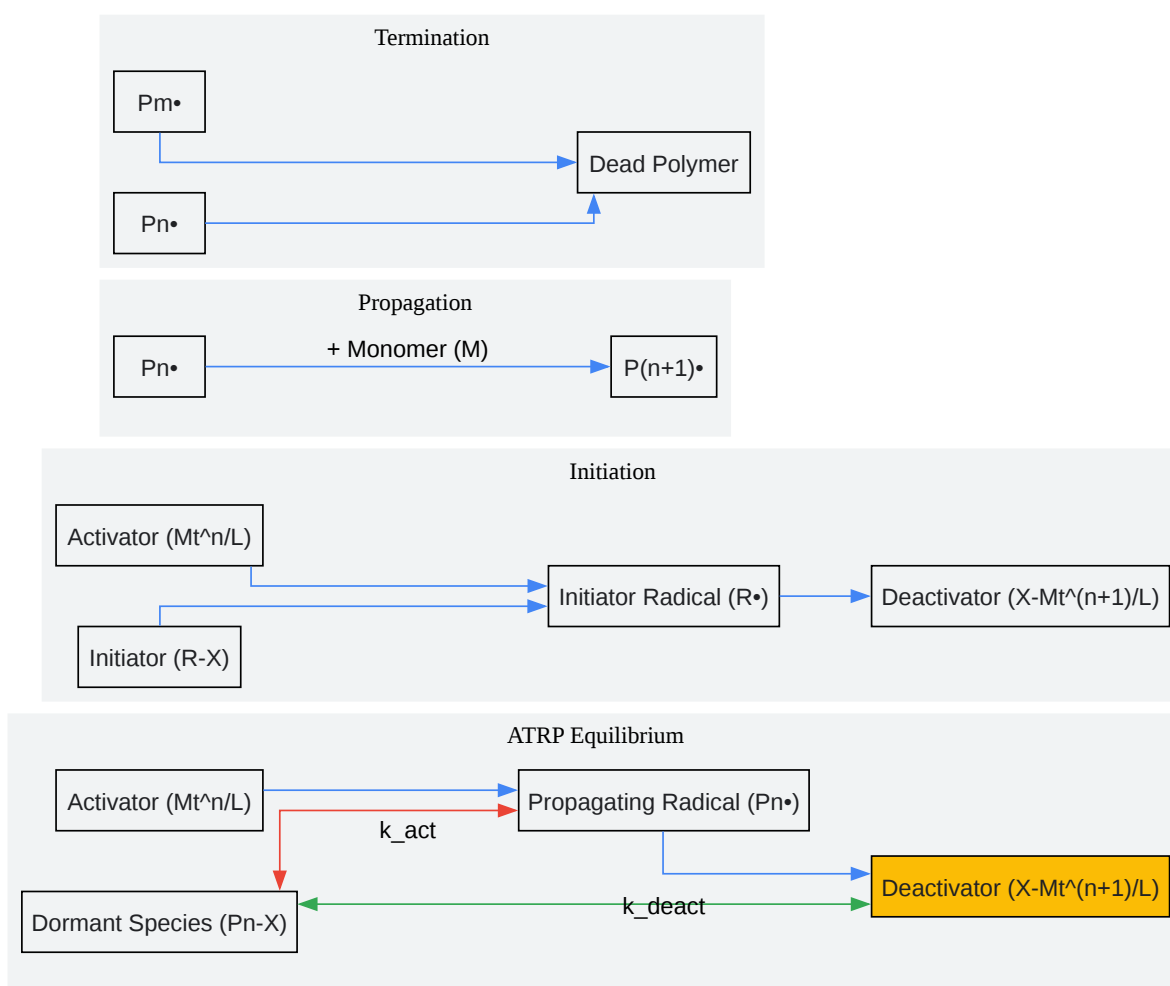 Termination
Pm•
Dead Polymer
Pn•
Propagation
+ Monomer (M)
Pn•
P(n+1)•
Initiation
Activator (Mt^n/L)
Initiator Radical (R•)
Deactivator (X-Mt^(n+1)/L)
Initiator (R-X)
ATRP Equilibrium
Activator (Mt^n/L)
Propagating Radical (Pn•)
k_act
Deactivator (X-Mt^(n+1)/L)
k_deact
Dormant Species (Pn-X)